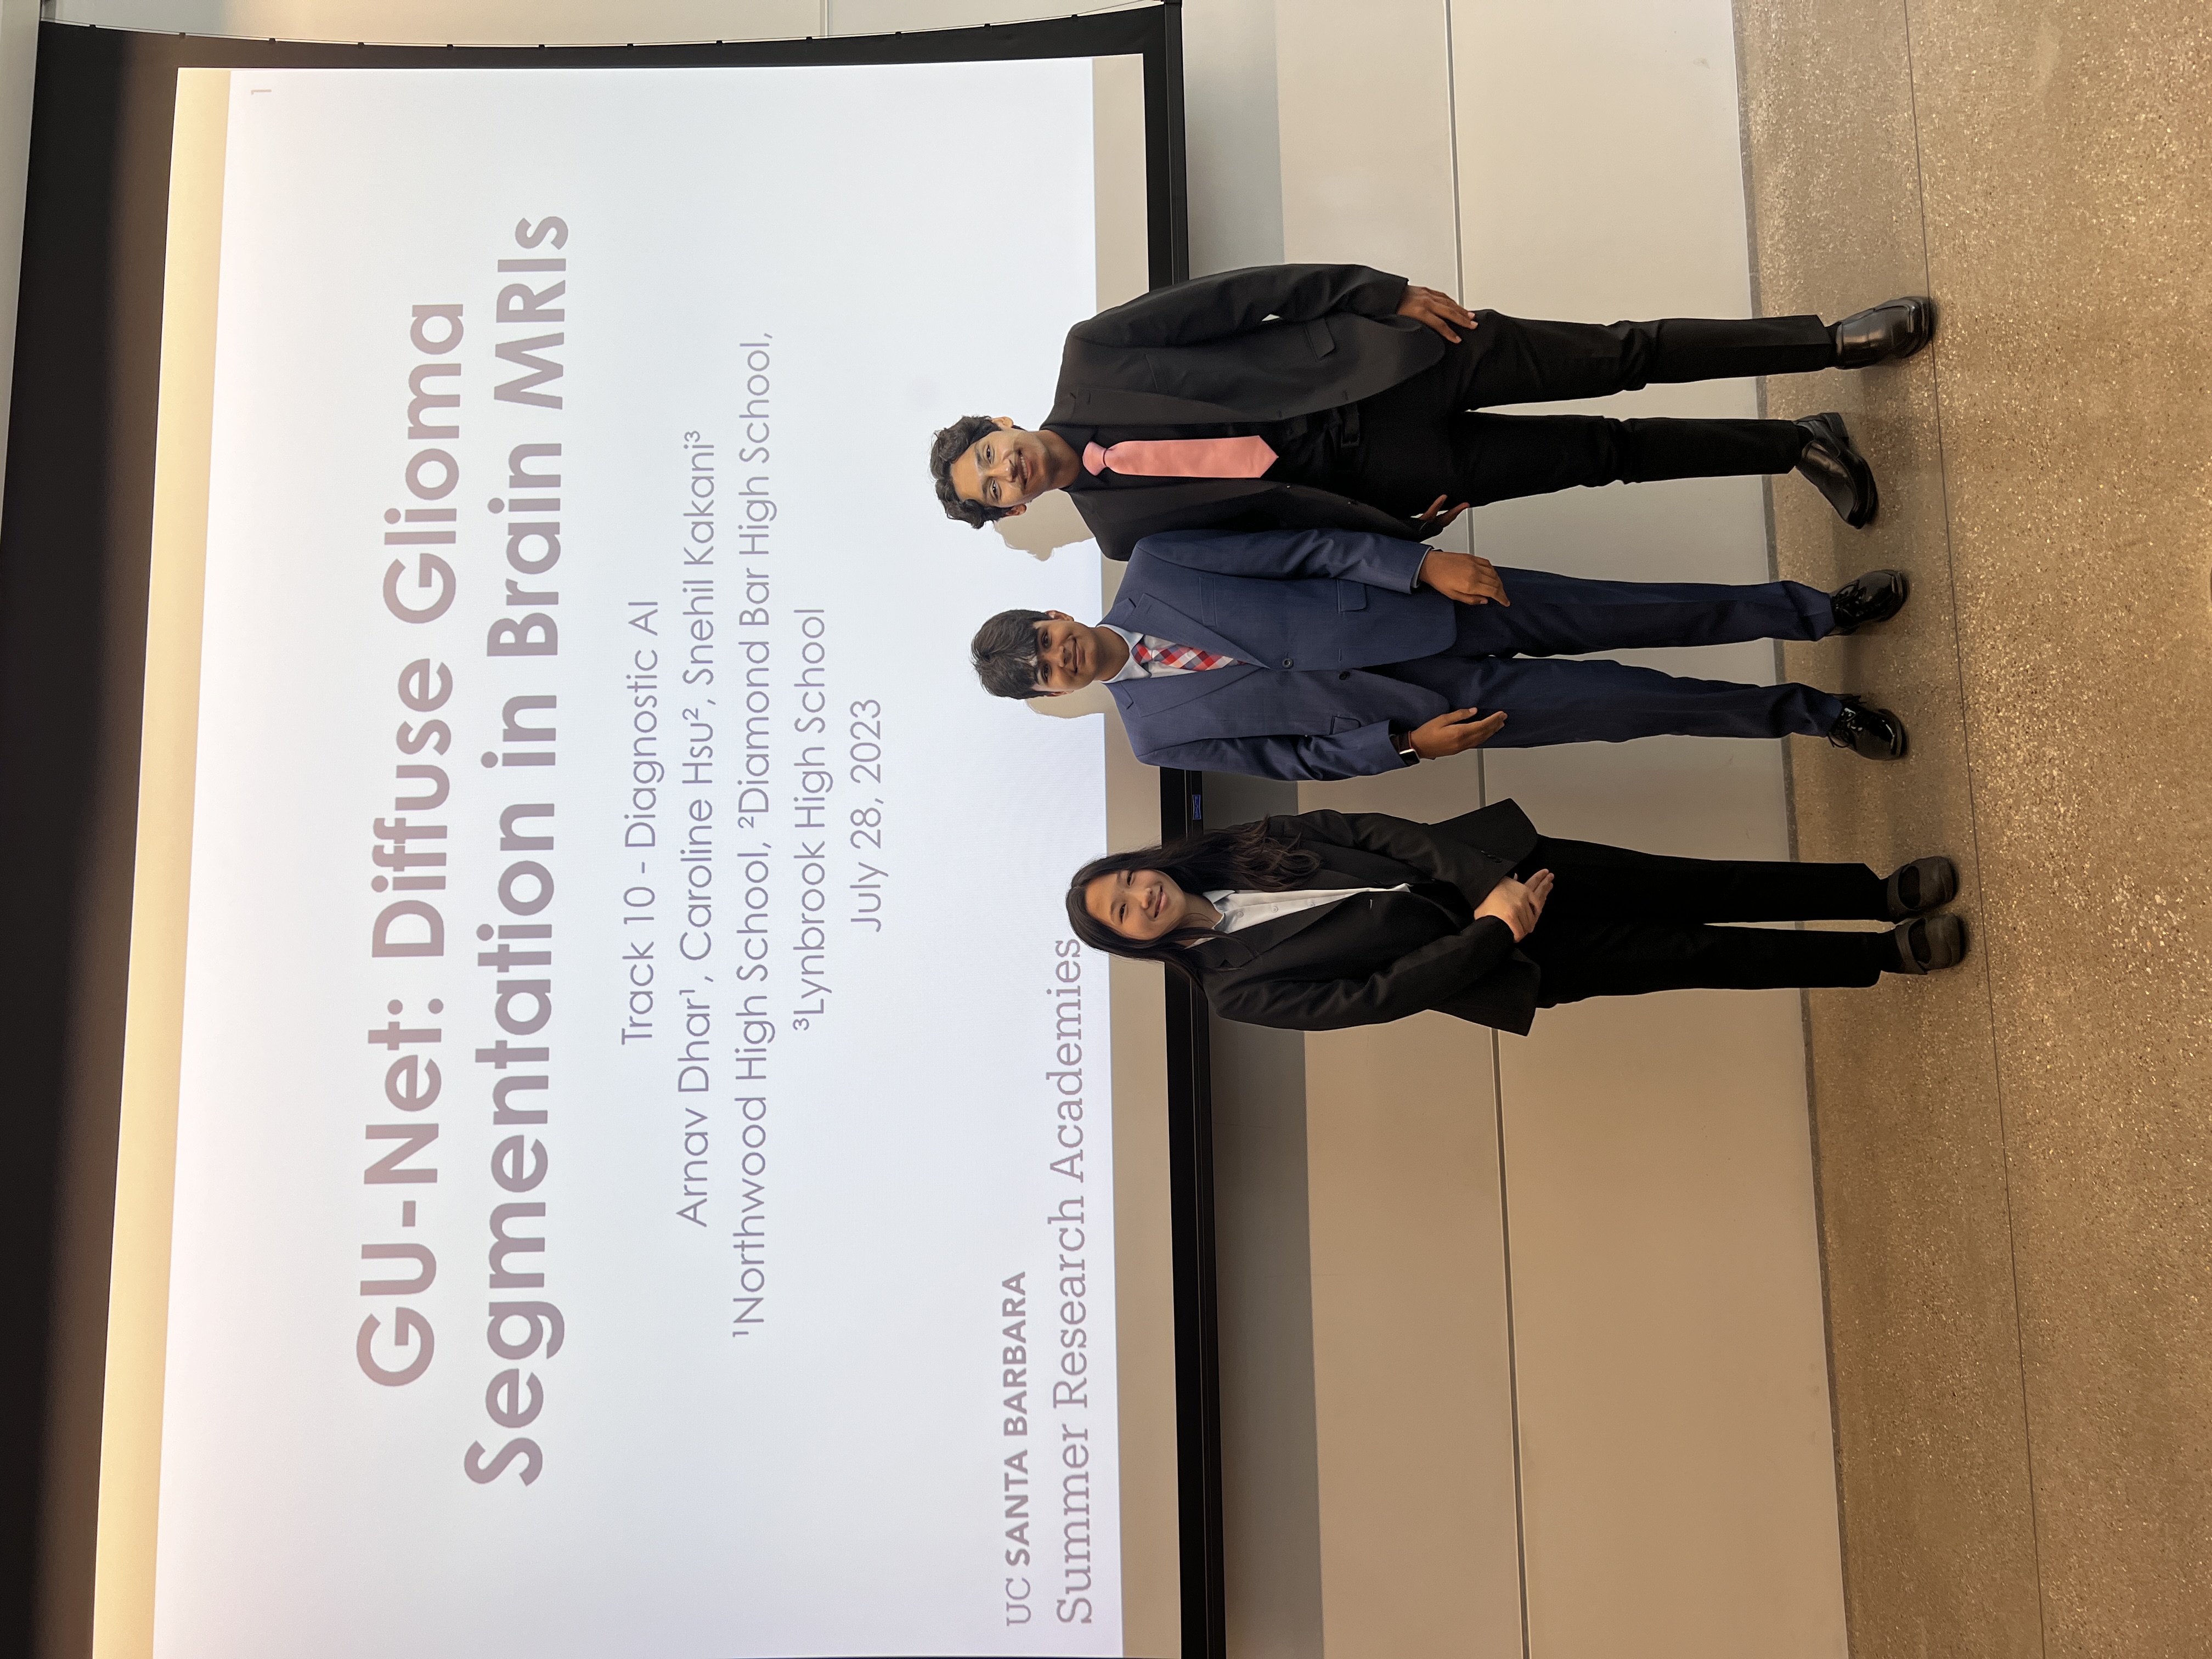 1
GU-Net: Diffuse Glioma
Segmentation in Brain MRIs
Track 10 - Diagnostic AI
Arnav Dhar¹, Caroline Hsu², Snehil Kakani³
¹Northwood High School, ²Diamond Bar High School,
³Lynbrook High School
July 28, 2023
UC SANTA BARBARA
Summer Research Academies